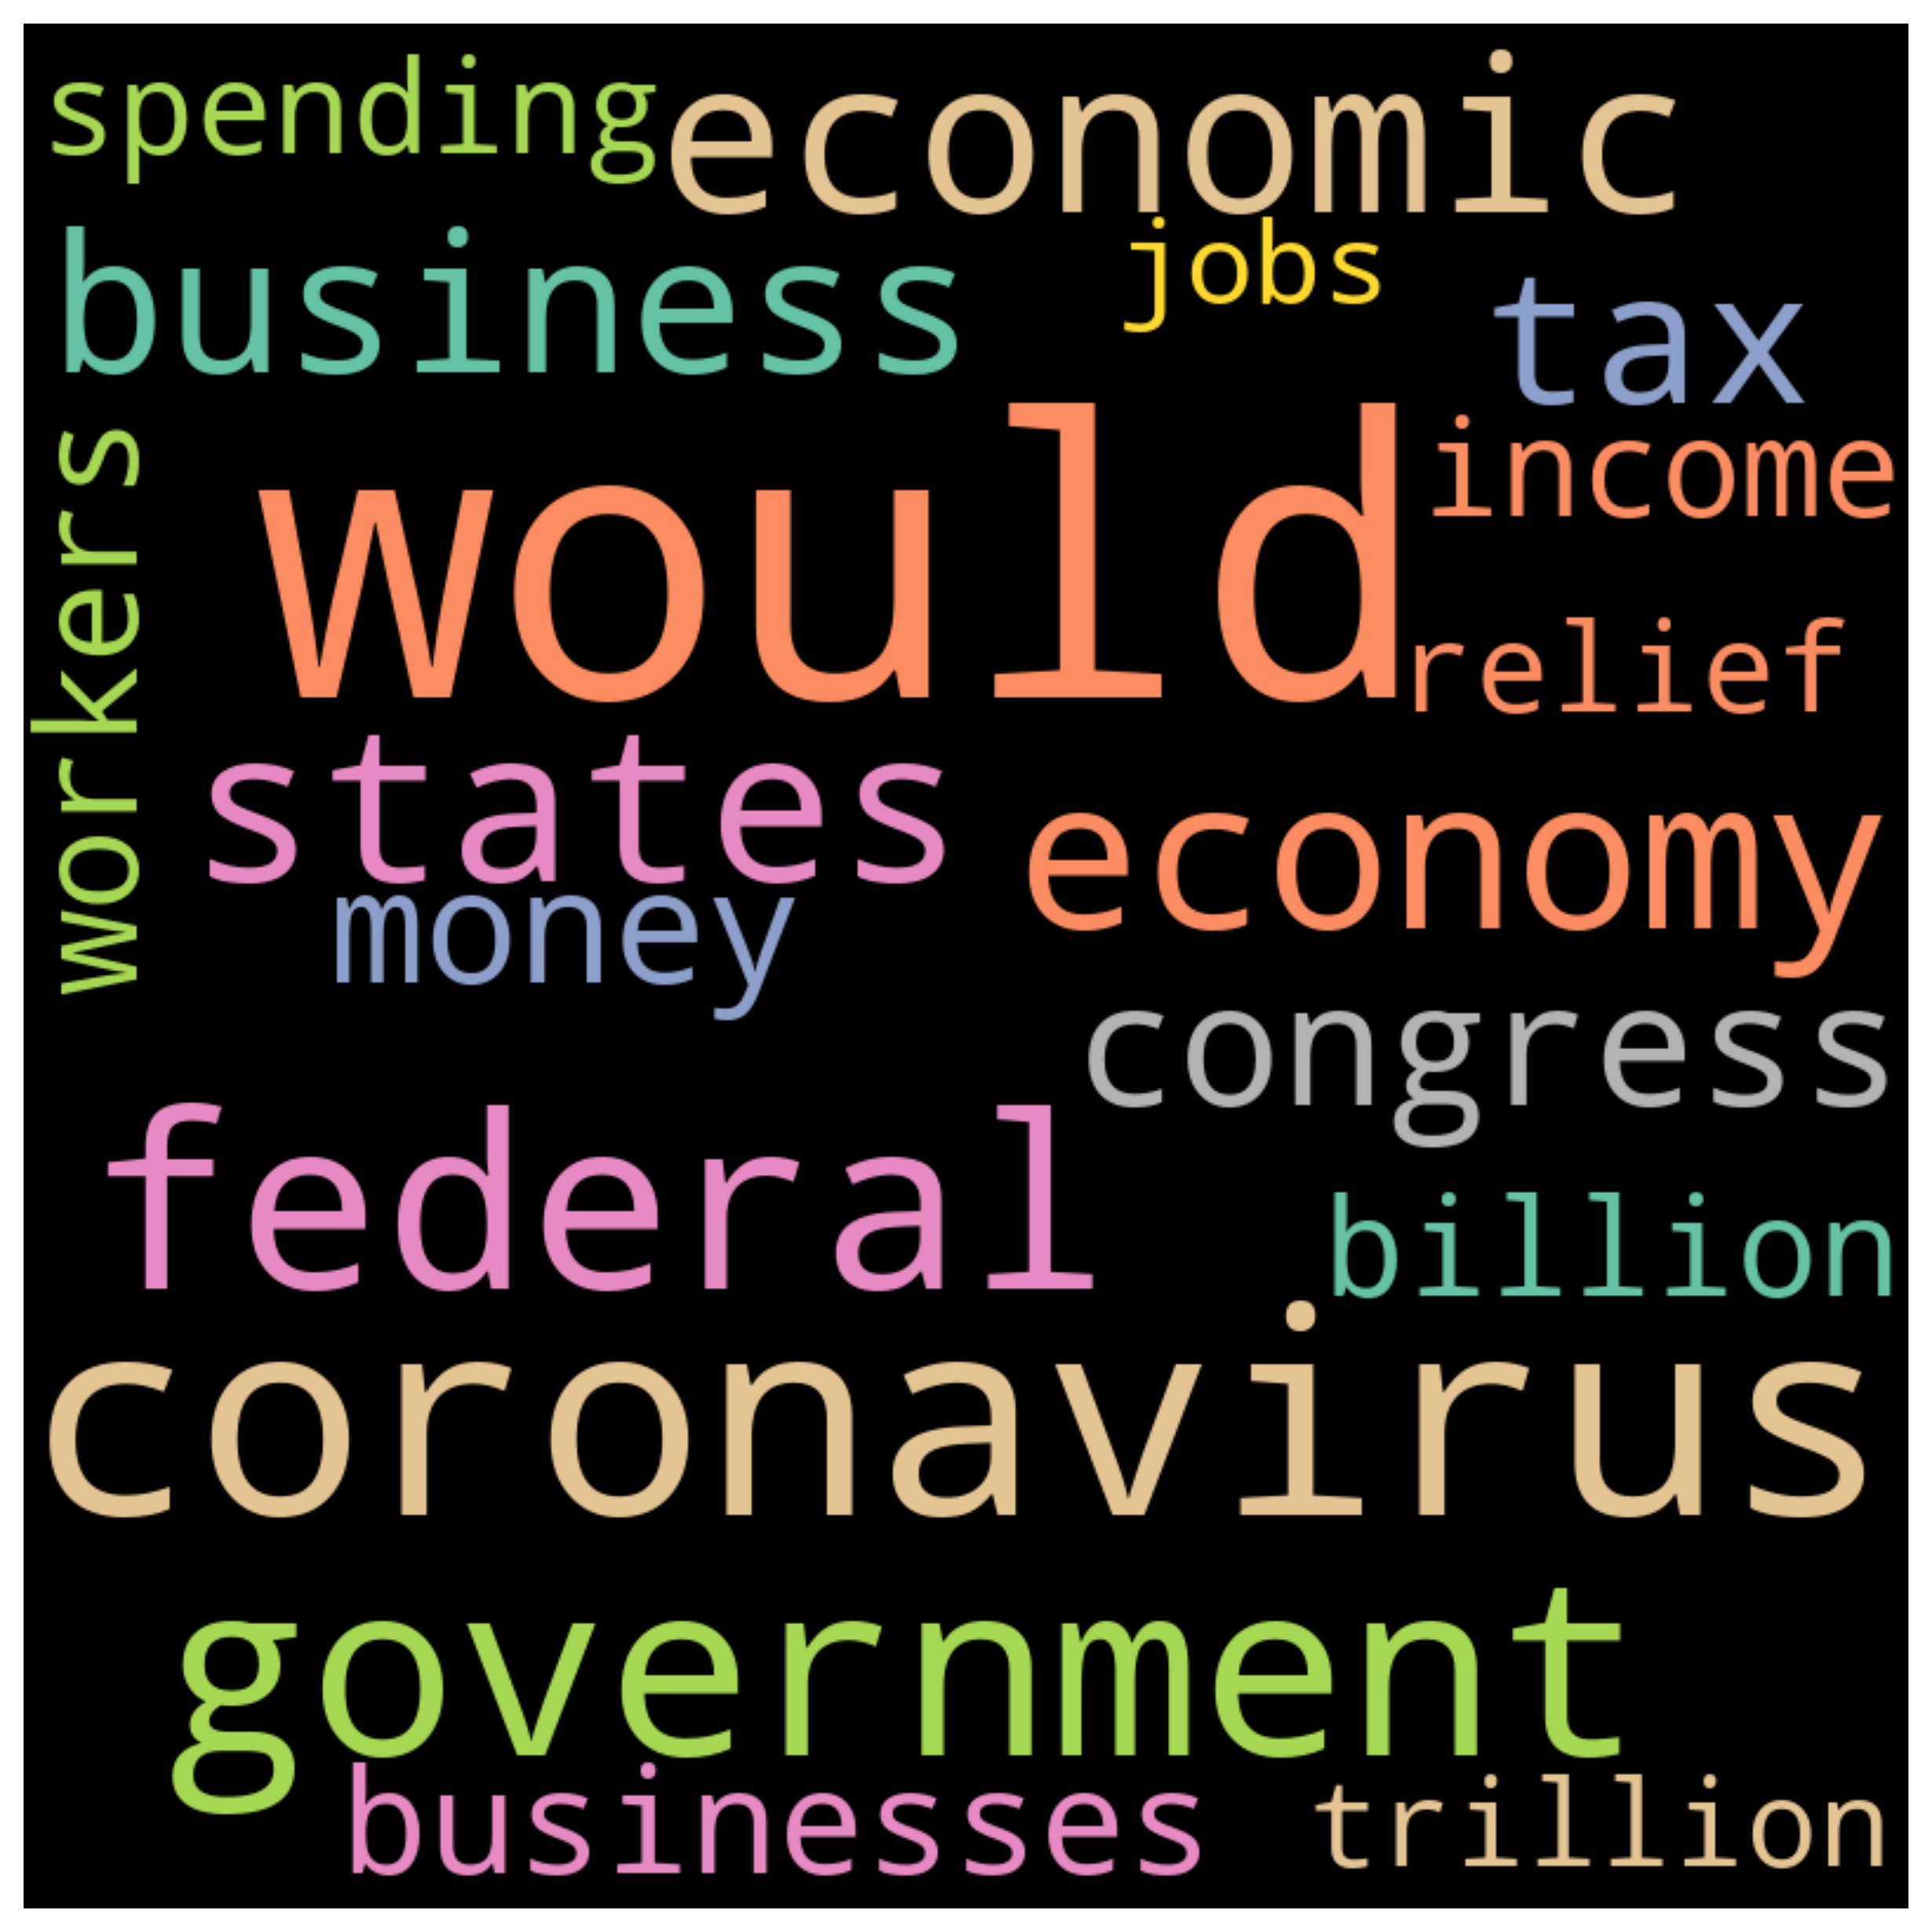 spending economic
business jobs tax
would income
workers relief
states economy
money congress
federal billion
coronavirus
government
businesses trillion